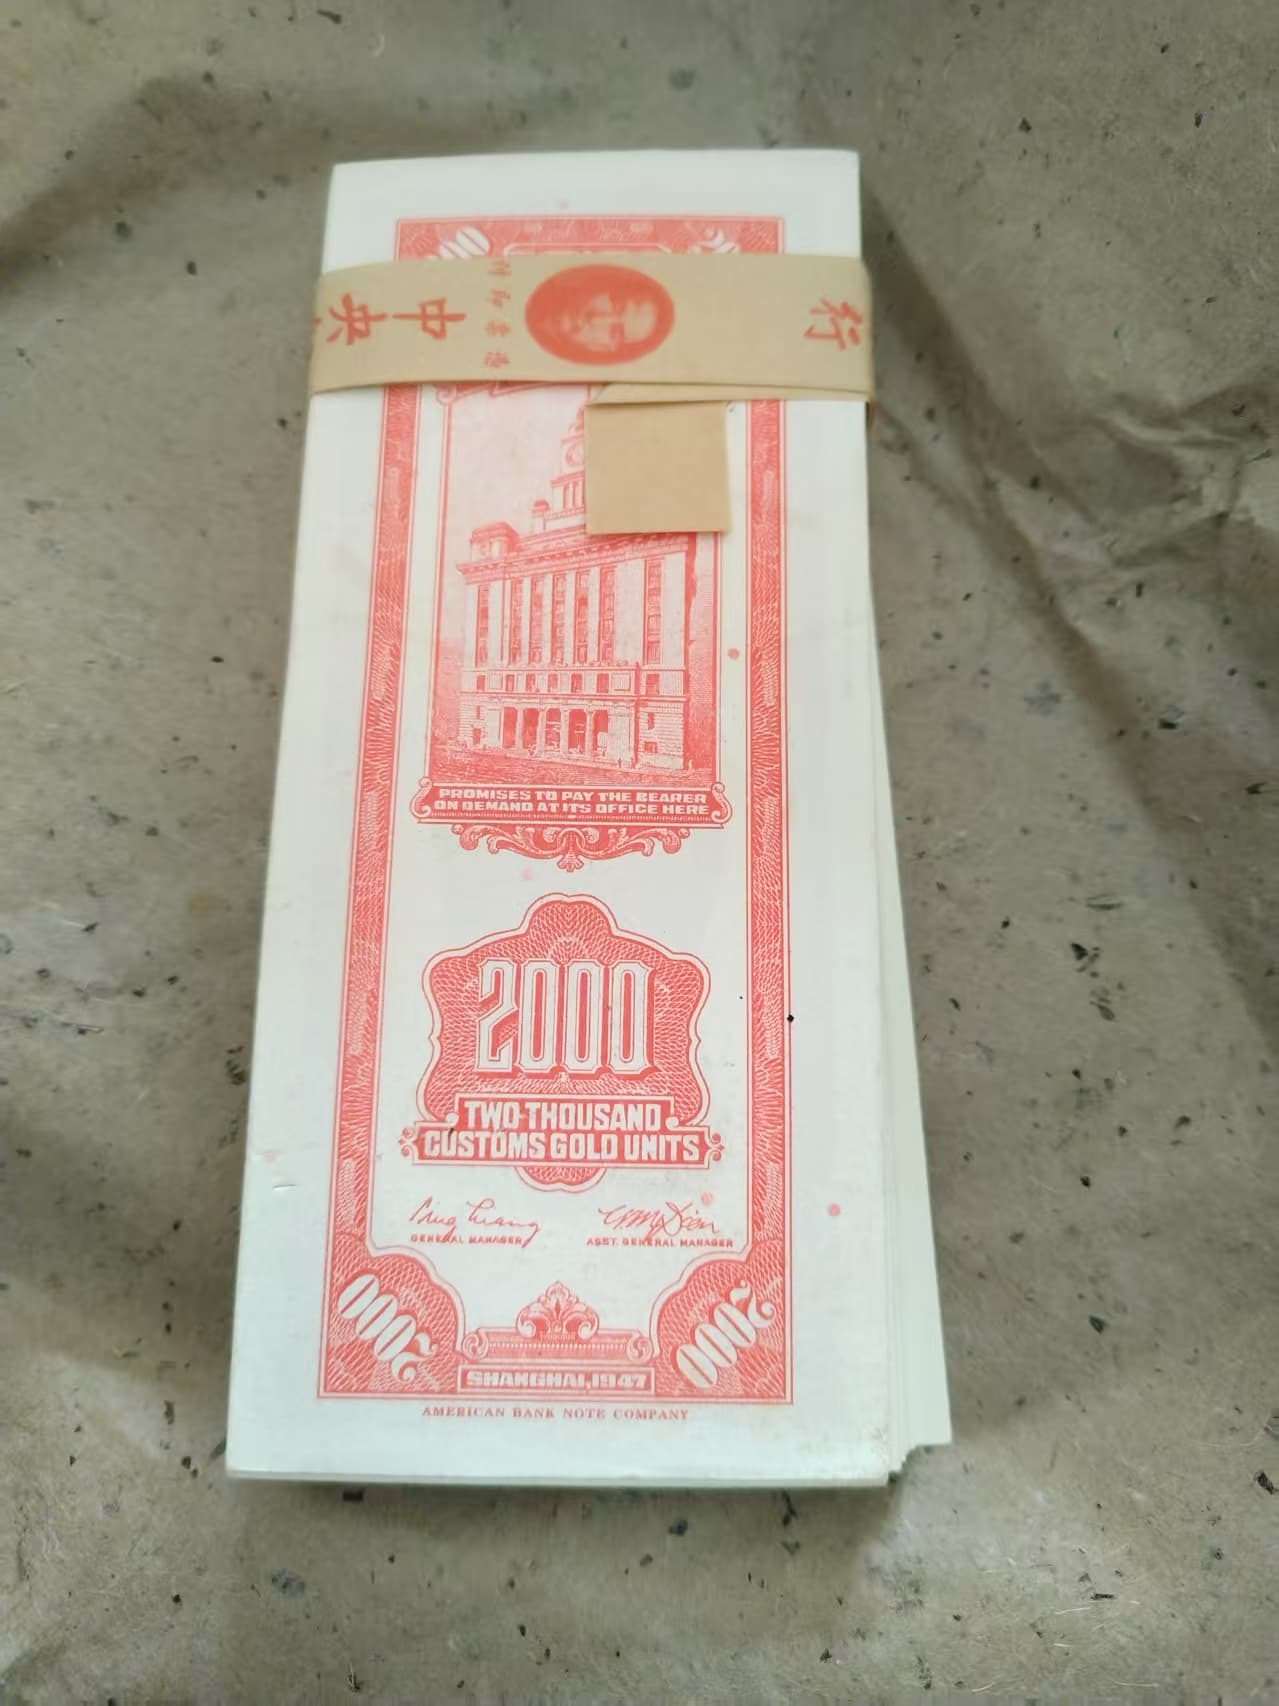 中央
行
PROMISES TO PAY THE BEARER
ON DEMAND AT ITS OFFICE HERE
2000
TWO THOUSAND
CUSTOMS GOLD UNITS
GENERAL MANAGER
ASST. GENERAL MANAGER
2000
2000
SHANGHAI, 1947
AMERICAN BANK NOTE COMPANY